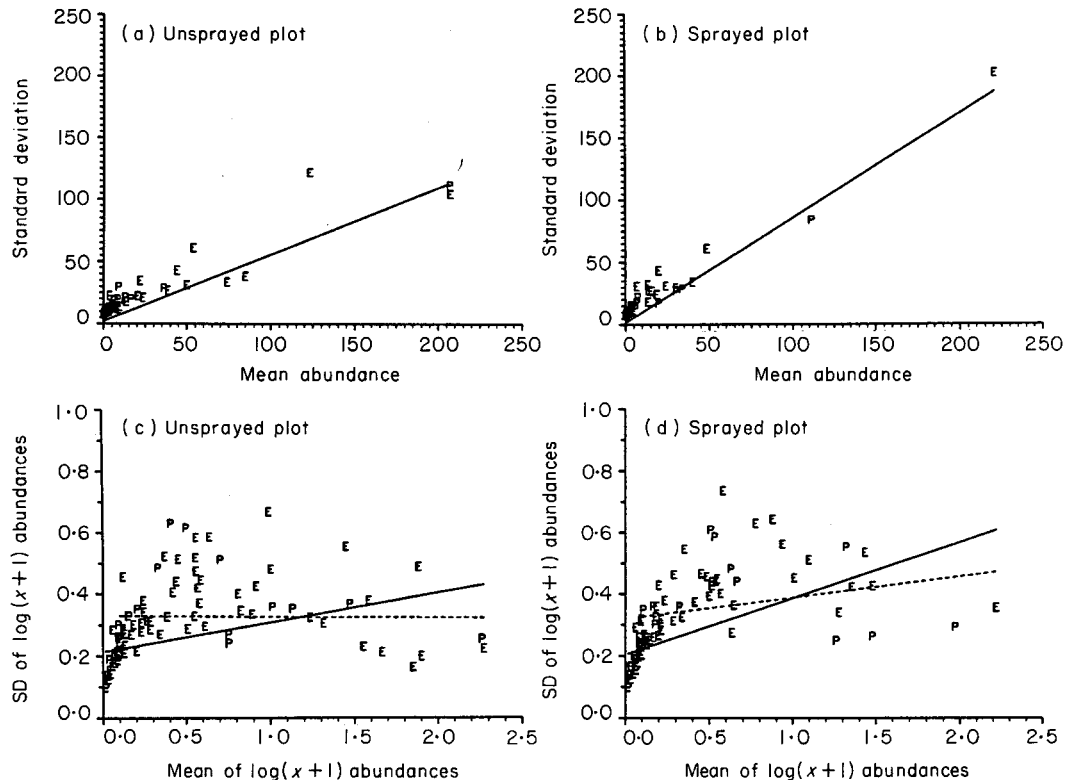 (a) Unsprayed plot
Standard deviation
250
200
150
100
50
0
0 50 100 150 200 250
Mean abundance
(b) Sprayed plot
Standard deviation
250
200
150
100
50
0
0 50 100 150 200 250
Mean abundance
(c) Unsprayed plot
SD of log(x+1) abundances
1·0
0·8
0·6
0·4
0·2
0·0
0·0 0·5 1·0 1·5 2·0 2·5
Mean of log(x+1) abundances
(d) Sprayed plot
SD of log(x+1) abundances
1·0
0·8
0·6
0·4
0·2
0·0
0·0 0·5 1·0 1·5 2·0 2·5
Mean of log(x+1) abundances